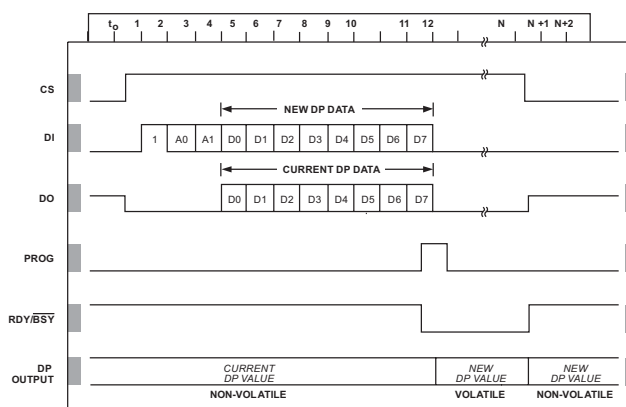 to 1 2 3 4 5 6 7 8 9 10 11 12 N N +1 N+2
CS
NEW DP DATA
DI 1 A0 A1 D0 D1 D2 D3 D4 D5 D6 D7
CURRENT DP DATA
DO D0 D1 D2 D3 D4 D5 D6 D7
PROG
RDY/BSY
DP OUTPUT
CURRENT DP VALUE
NEW DP VALUE
NEW DP VALUE
NON-VOLATILE VOLATILE NON-VOLATILE